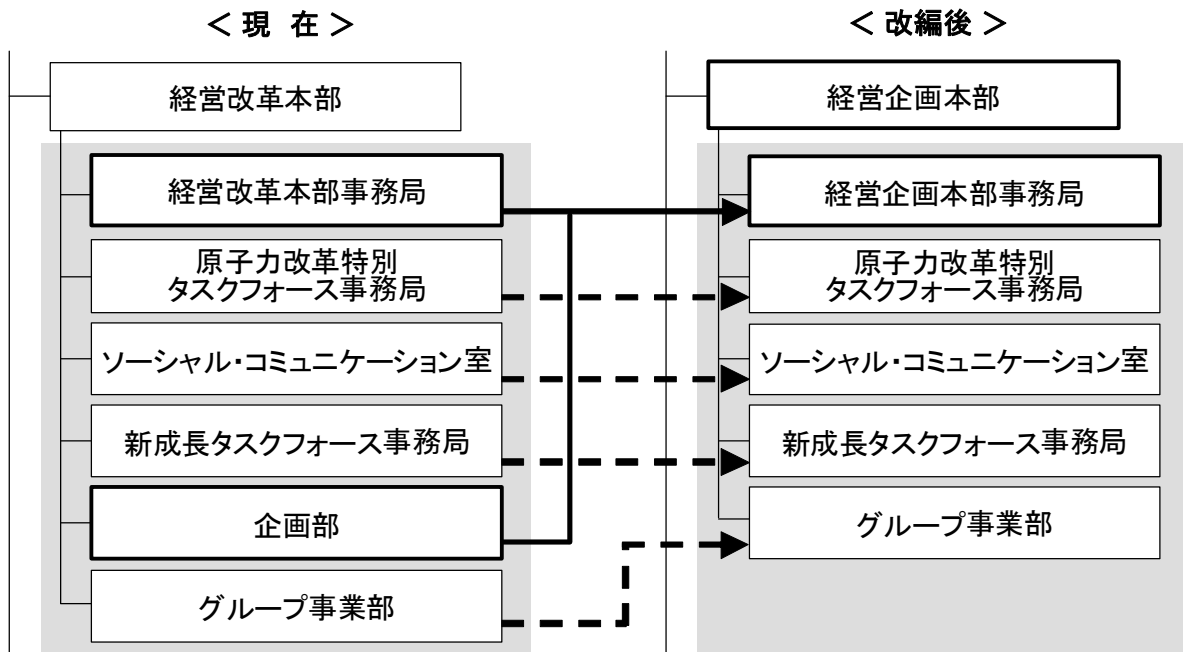 ＜ 現 在 ＞
経営改革本部
経営改革本部事務局
原子力改革特別
タスクフォース事務局
ソーシャル・コミュニケーション室
新成長タスクフォース事務局
企画部
グループ事業部
＜ 改編後 ＞
経営企画本部
経営企画本部事務局
原子力改革特別
タスクフォース事務局
ソーシャル・コミュニケーション室
新成長タスクフォース事務局
グループ事業部